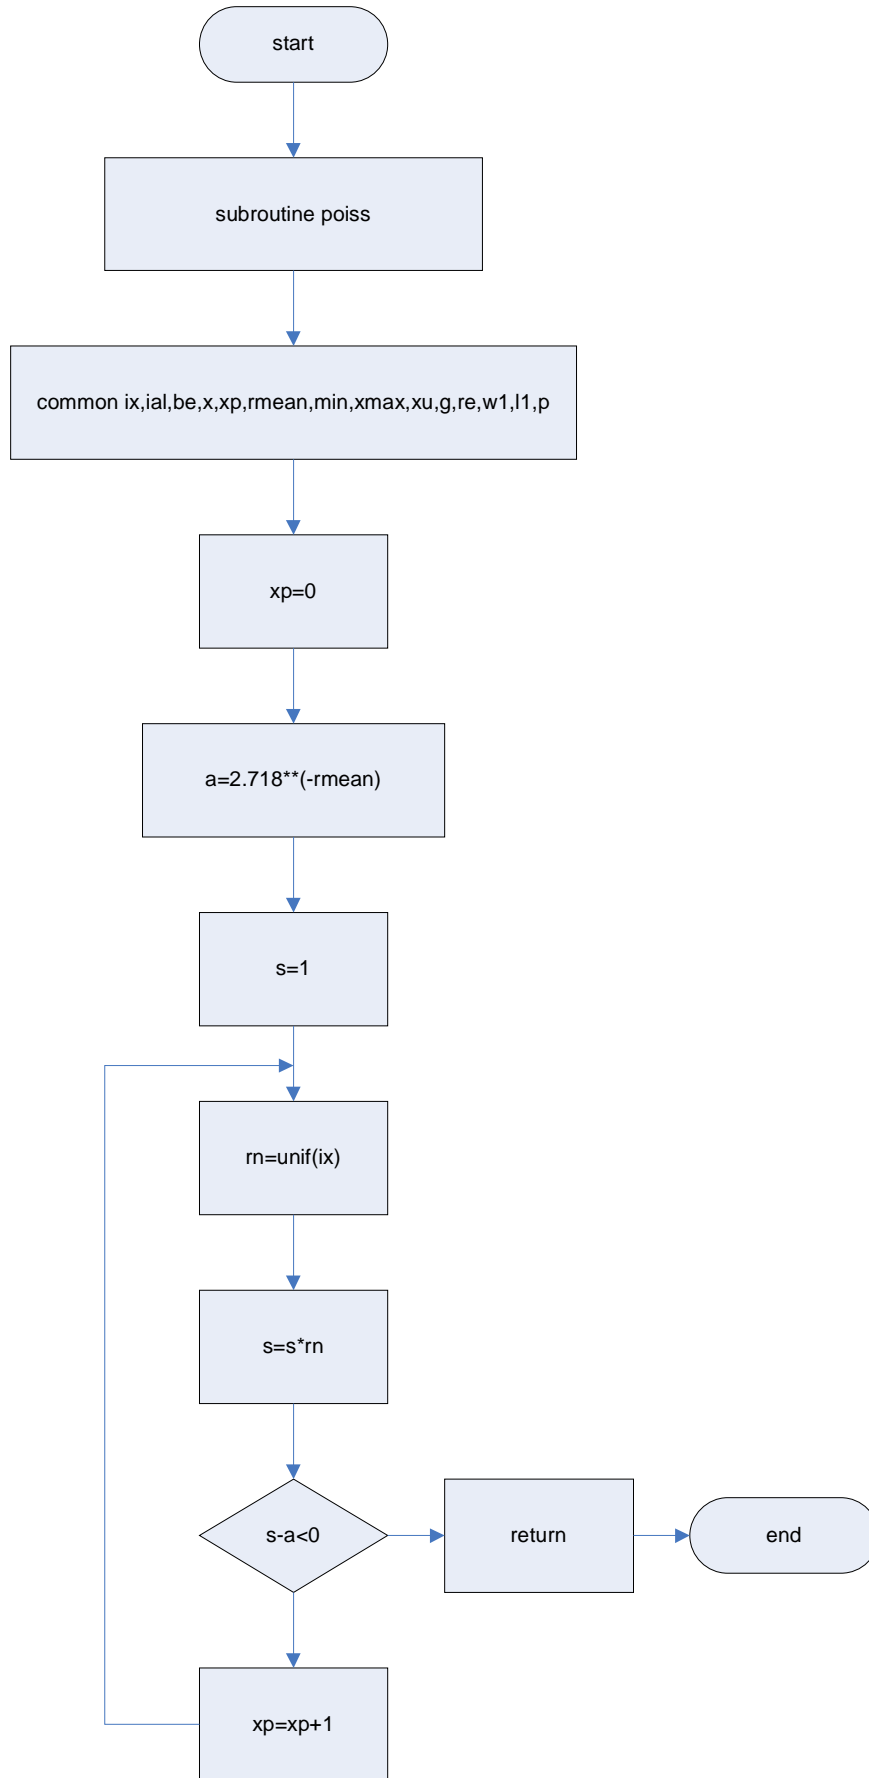 start
subroutine poiss
common ix,ial,be,x,xp,rmean,min,xmax,xu,g,re,w1,l1,p
xp=0
a=2.718**(-rmean)
s=1
rn=unif(ix)
s=s*rn
s-a<0
return
end
xp=xp+1